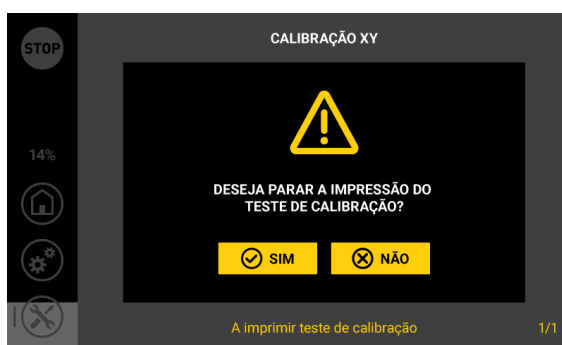 STOP
CALIBRAÇÃO XY
14%
DESEJA PARAR A IMPRESSÃO DO
TESTE DE CALIBRAÇÃO?
SIM
NÃO
A imprimir teste de calibração
1/1